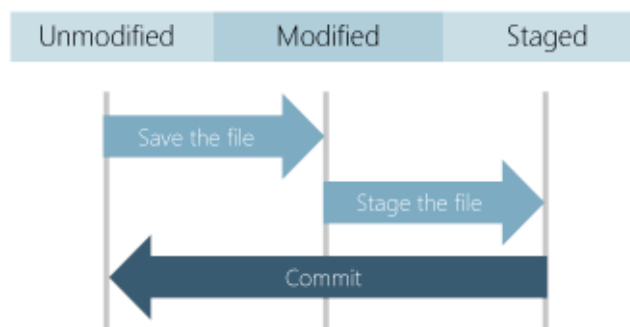 Unmodified
Modified
Staged
Save the file
Stage the file
Commit